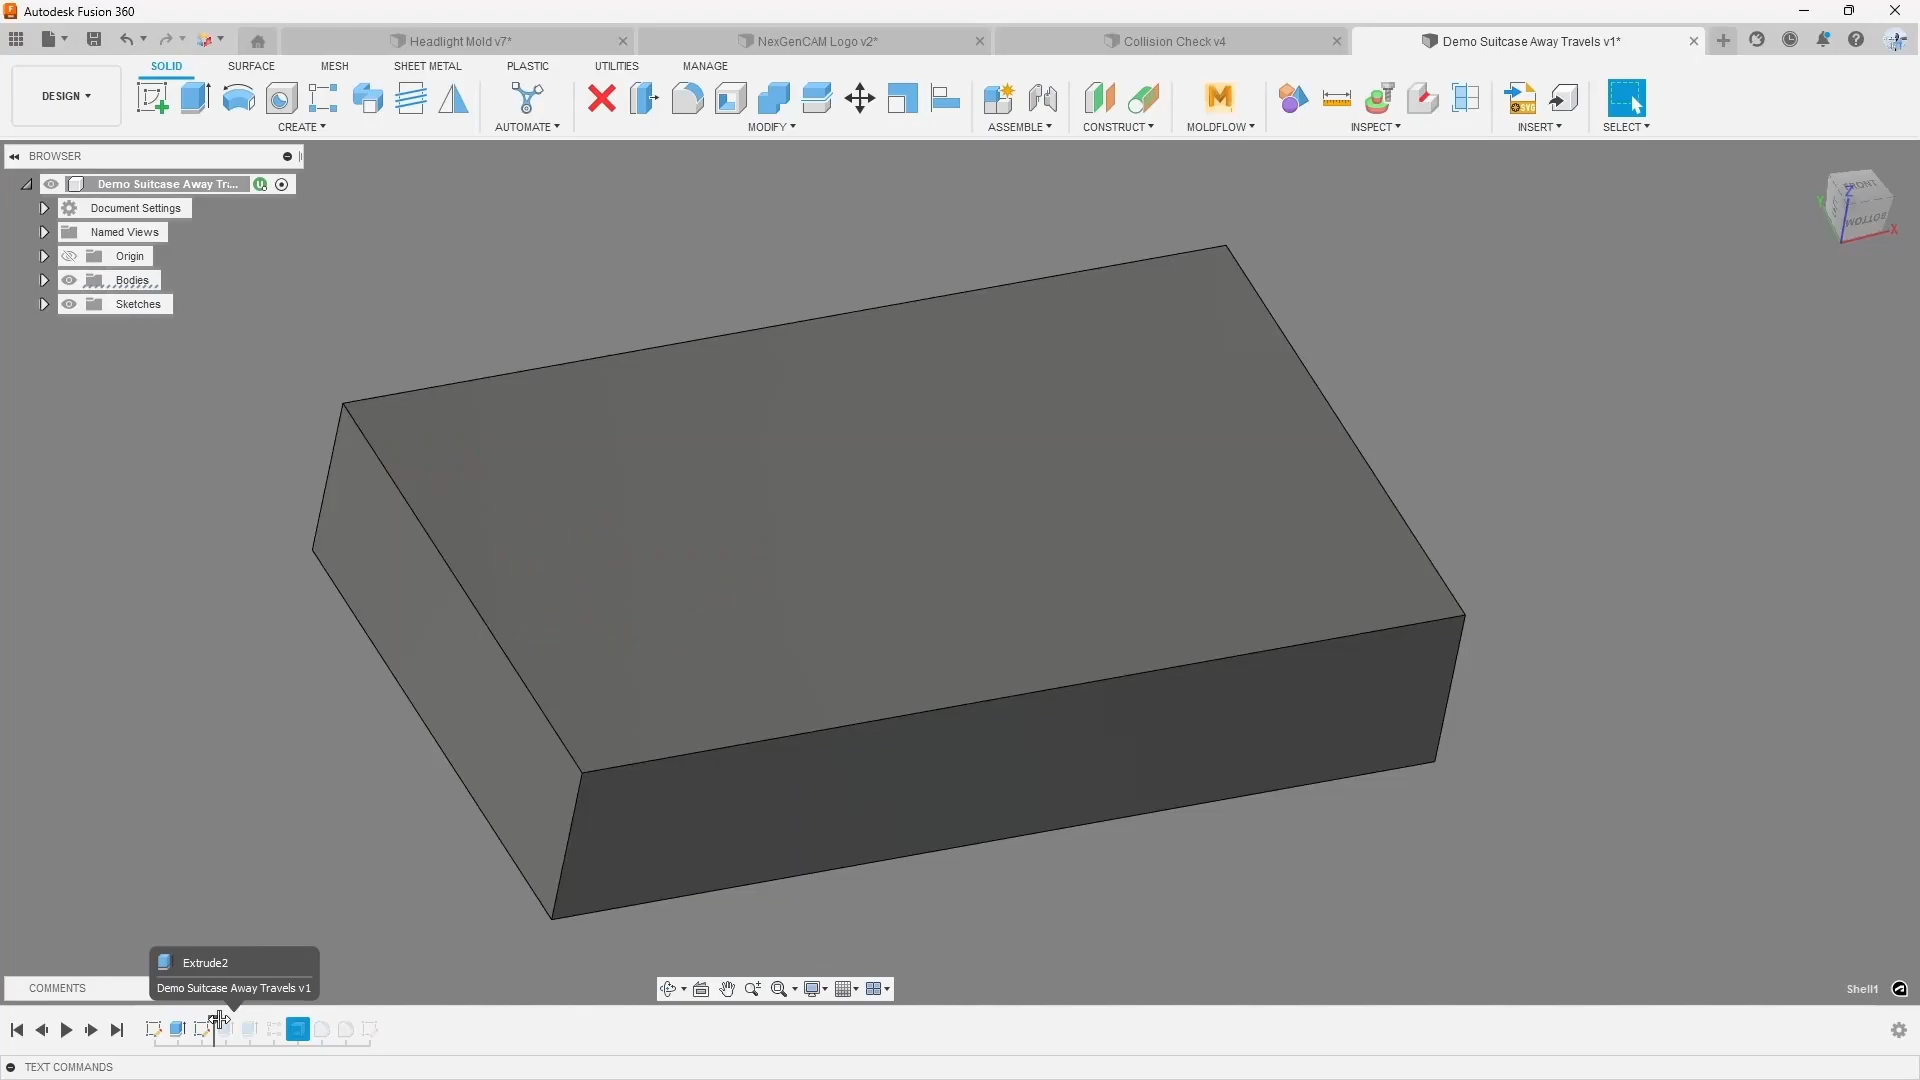 Autodesk Fusion 360
Headlight Mold v7*
NexGenCAM Logo v2*
Collision Check v4
Demo Suitcase Away Travels v1*
DESIGN
SOLID
SURFACE
MESH
SHEET METAL
PLASTIC
UTILITIES
MANAGE
CREATE
AUTOMATE
MODIFY
ASSEMBLE
CONSTRUCT
MOLDFLOW
INSPECT
INSERT
SELECT
BROWSER
Demo Suitcase Away Tr...
Document Settings
Named Views
Origin
Bodies
Sketches
FRONT
BOTTOM
Z
Y
X
Extrude2
Demo Suitcase Away Travels v1
COMMENTS
Shell1
TEXT COMMANDS